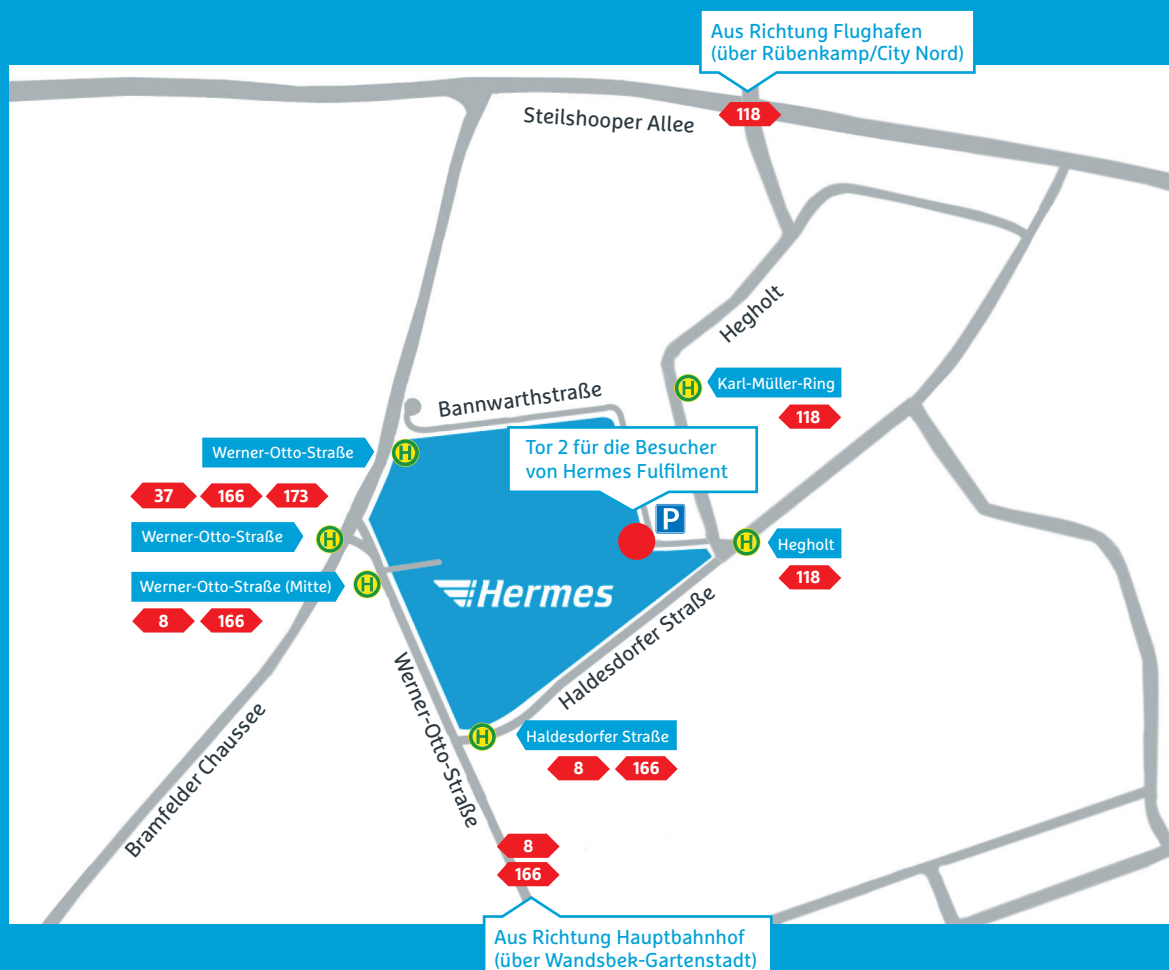 Aus Richtung Flughafen
(über Rübenkamp/City Nord)
118
Steilshooper Allee
Hegholt
Karl-Müller-Ring
118
Bannwarthstraße
Werner-Otto-Straße
37 166 173
Werner-Otto-Straße
Werner-Otto-Straße (Mitte)
8 166
Tor 2 für die Besucher
von Hermes Fulfilment
P
H
H
H
H
H
H
Hegholt
118
Hermes
Haldesdorfer Straße
Haldesdorfer Straße
8 166
Werner-Otto-Straße
Bramfelder Chaussee
8
166
Aus Richtung Hauptbahnhof
(über Wandsbek-Gartenstadt)